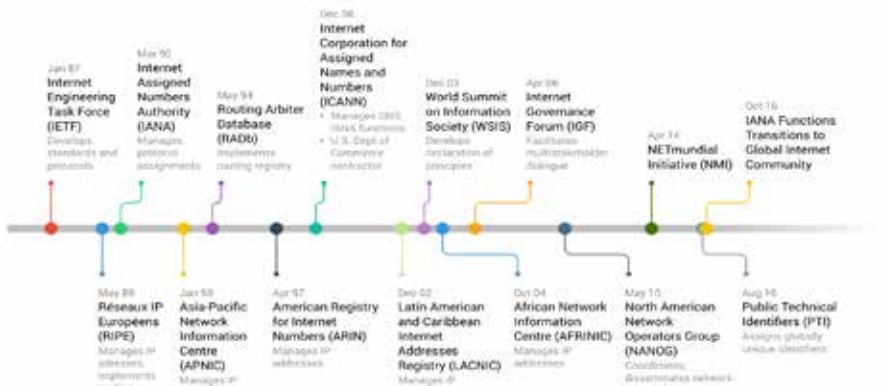 Jan 87
Internet
Engineering
Task Force
(IETF)
Develops
standards and
protocols
Mar 90
Internet
Assigned
Numbers
Authority
(IANA)
Manages
protocol
assignments
May 94
Routing Arbiter
Database
(RADb)
Implements
routing registry
Dec 98
Internet
Corporation for
Assigned
Names and
Numbers
(ICANN)
• Manages DNS
IANA functions
• U.S. Dept of
Commerce
contractor
Dec 03
World Summit
on Information
Society (WSIS)
Develops
declaration of
principles
Apr 06
Internet
Governance
Forum (IGF)
Facilitates
multistakeholder
dialogue
Apr 14
NETmundial
Initiative (NMI)
Oct 16
IANA Functions
Transitions to
Global Internet
Community
May 89
Réseaux IP
Européens
(RIPE)
Manages IP
addresses,
implements
Jan 93
Asia-Pacific
Network
Information
Centre
(APNIC)
Manages IP
Apr 97
American Registry
for Internet
Numbers (ARIN)
Manages IP
addresses
Dec 02
Latin American
and Caribbean
Internet
Addresses
Registry (LACNIC)
Manages IP
Oct 04
African Network
Information
Centre (AFRINIC)
Manages IP
addresses
May 10
North American
Network
Operators Group
(NANOG)
Coordinates,
disseminates network
Aug 16
Public Technical
Identifiers (PTI)
Assigns globally
unique identifiers